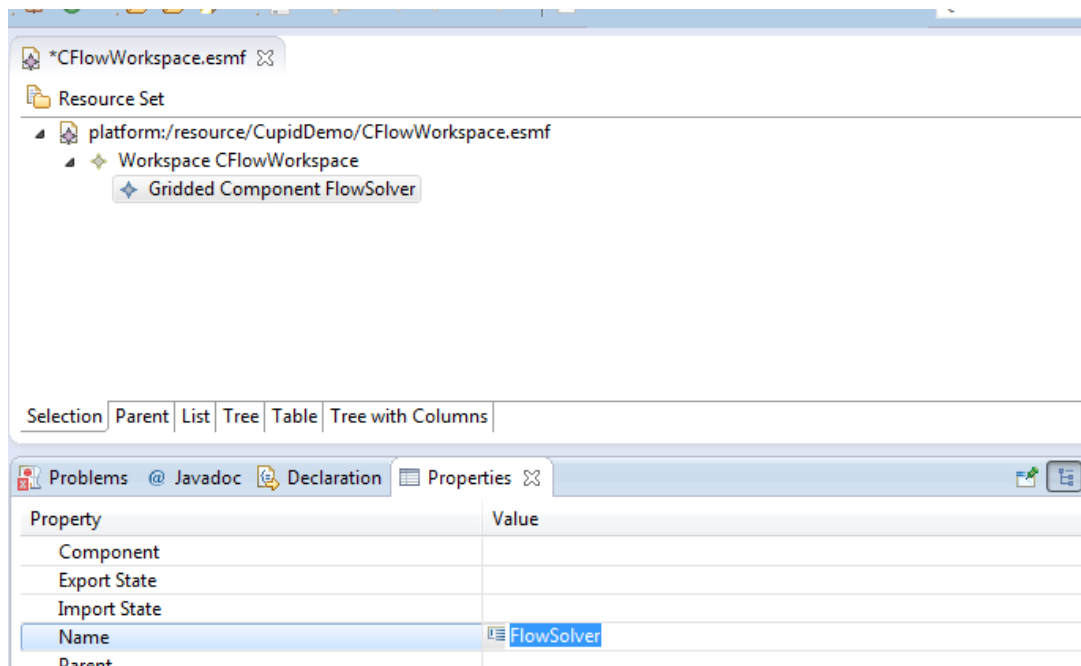 *CFlowWorkspace.esmf
Resource Set
platform:/resource/CupidDemo/CFlowWorkspace.esmf
Workspace CFlowWorkspace
Gridded Component FlowSolver
Selection Parent List Tree Table Tree with Columns
Problems @ Javadoc Declaration Properties
Property Value
Component
Export State
Import State
Name FlowSolver
Parent